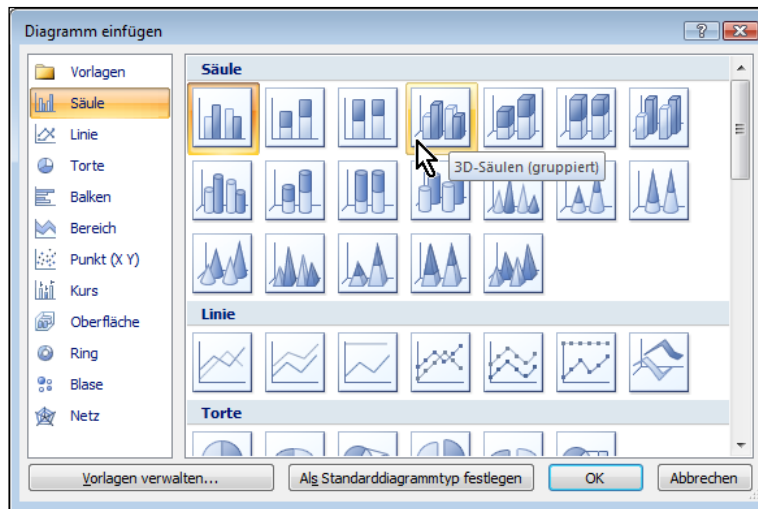 Diagramm einfügen
Vorlagen
Säule
Linie
Torte
Balken
Bereich
Punkt (X Y)
Kurs
Oberfläche
Ring
Blase
Netz
Säule
3D-Säulen (gruppiert)
Linie
Torte
Vorlagen verwalten...
Als Standarddiagrammtyp festlegen
OK
Abbrechen